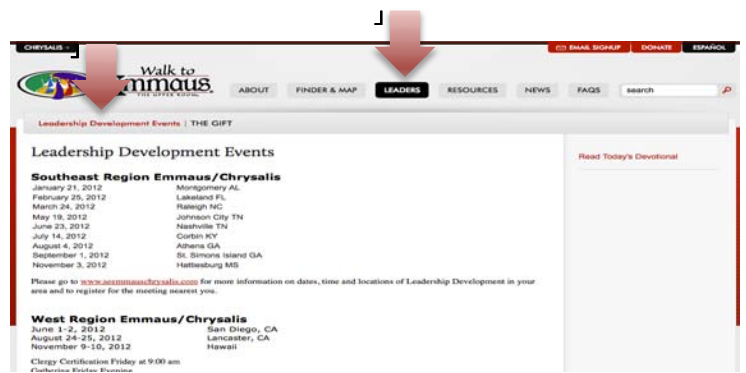 CHRYSALIS
EMAIL SIGNUP DONATE ESPAÑOL
Walk to
mmaus
THE UPPER ROOM
ABOUT FINDER & MAP LEADERS RESOURCES NEWS FAQS search
Leadership Development Events | THE GIFT
Leadership Development Events
Read Today's Devotional
Southeast Region Emmaus/Chrysalis
January 21, 2012 Montgomery AL
February 25, 2012 Lakeland FL
March 24, 2012 Raleigh NC
May 19, 2012 Johnson City TN
June 23, 2012 Nashville TN
July 14, 2012 Corbin KY
August 4, 2012 Athens GA
September 1, 2012 St. Simons Island GA
November 3, 2012 Hattiesburg MS
Please go to www.seemmauschrysalis.com for more information on dates, time and locations of Leadership Development in your
area and to register for the meeting nearest you.
West Region Emmaus/Chrysalis
June 1-2, 2012 San Diego, CA
August 24-25, 2012 Lancaster, CA
November 9-10, 2012 Hawaii
Clergy Certification Friday at 9:00 am
Gathering Friday Evening